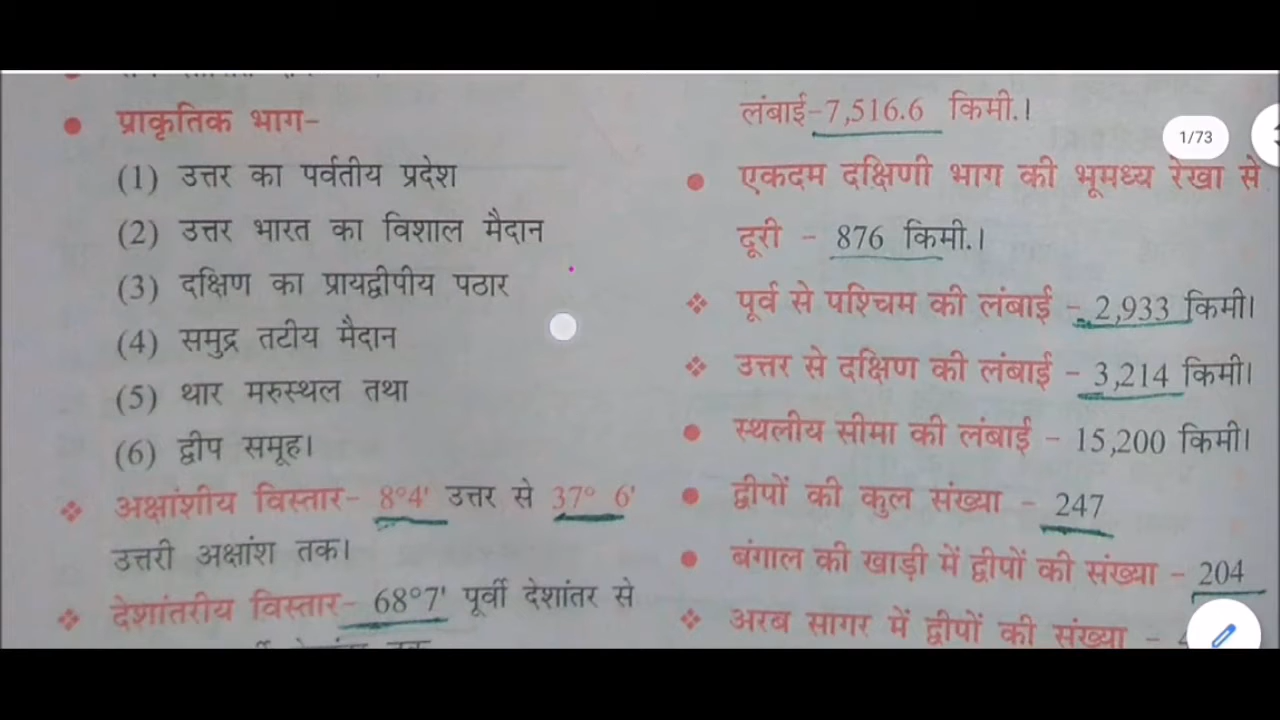 प्राकृतिक भाग-
(1) उत्तर का पर्वतीय प्रदेश
(2) उत्तर भारत का विशाल मैदान
(3) दक्षिण का प्रायद्वीपीय पठार
(4) समुद्र तटीय मैदान
(5) थार मरुस्थल तथा
(6) द्वीप समूह।
अक्षांशीय विस्तार- 8°4' उत्तर से 37° 6'
उत्तरी अक्षांश तक।
देशांतरीय विस्तार- 68°7' पूर्वी देशांतर से
लंबाई-7,516.6 किमी.।
एकदम दक्षिणी भाग की भूमध्य रेखा से
दूरी - 876 किमी.।
पूर्व से पश्चिम की लंबाई - 2,933 किमी।
उत्तर से दक्षिण की लंबाई - 3,214 किमी।
स्थलीय सीमा की लंबाई - 15,200 किमी।
द्वीपों की कुल संख्या - 247
बंगाल की खाड़ी में द्वीपों की संख्या - 204
अरब सागर में द्वीपों की संख्या -
1/73